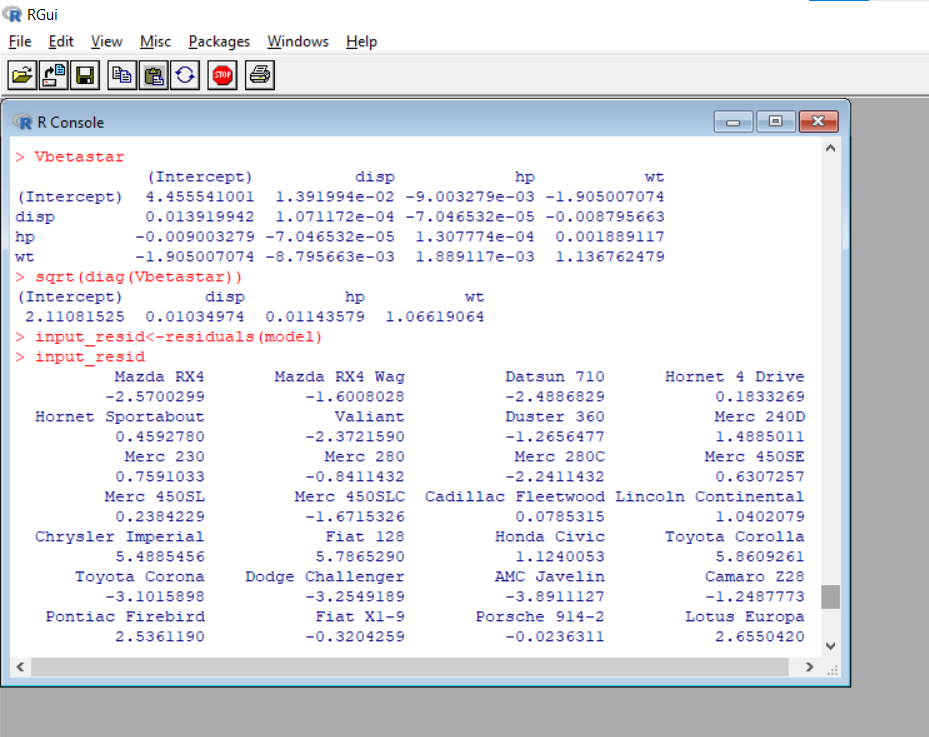 RGui
File Edit View Misc Packages Windows Help
STOP
R Console
> Vbetastar
(Intercept) disp hp wt
(Intercept) 4.455541001 1.391994e-02 -9.003279e-03 -1.905007074
disp 0.013919942 1.071172e-04 -7.046532e-05 -0.008795663
hp -0.009003279 -7.046532e-05 1.307774e-04 0.001889117
wt -1.905007074 -8.795663e-03 1.889117e-03 1.136762479
> sqrt(diag(Vbetastar))
(Intercept) disp hp wt
2.11081525 0.01034974 0.01143579 1.06619064
> input_resid<-residuals(model)
> input_resid
Mazda RX4 Mazda RX4 Wag Datsun 710 Hornet 4 Drive
-2.5700299 -1.6008028 -2.4886829 0.1833269
Hornet Sportabout Valiant Duster 360 Merc 240D
0.4592780 -2.3721590 -1.2656477 1.4885011
Merc 230 Merc 280 Merc 280C Merc 450SE
0.7591033 -0.8411432 -2.2411432 0.6307257
Merc 450SL Merc 450SLC Cadillac Fleetwood Lincoln Continental
0.2384229 -1.6715326 0.0785315 1.0402079
Chrysler Imperial Fiat 128 Honda Civic Toyota Corolla
5.4885456 5.7865290 1.1240053 5.8609261
Toyota Corona Dodge Challenger AMC Javelin Camaro Z28
-3.1015898 -3.2549189 -3.8911127 -1.2487773
Pontiac Firebird Fiat X1-9 Porsche 914-2 Lotus Europa
2.5361190 -0.3204259 -0.0236311 2.6550420